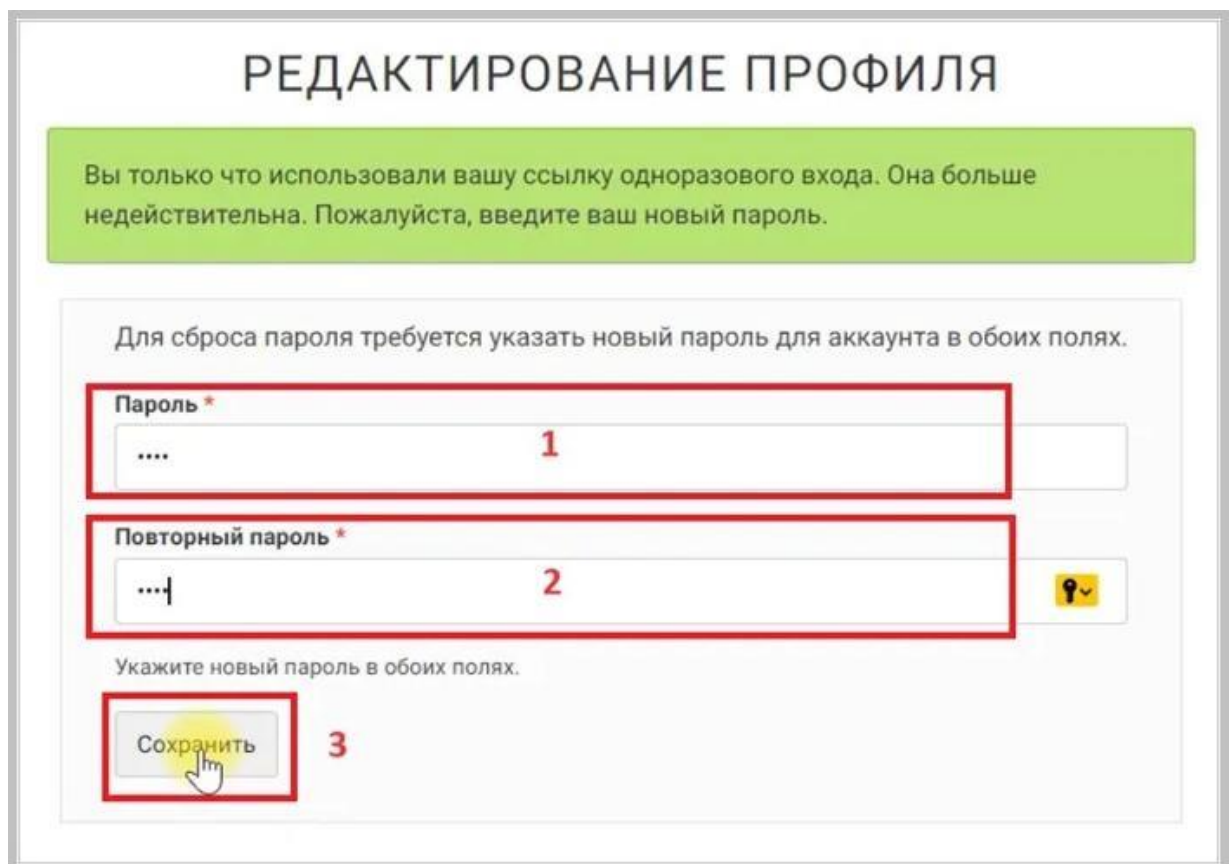 РЕДАКТИРОВАНИЕ ПРОФИЛЯ
Вы только что использовали вашу ссылку одноразового входа. Она больше
недействительна. Пожалуйста, введите ваш новый пароль.
Для сброса пароля требуется указать новый пароль для аккаунта в обоих полях.
Пароль *
••••
1
Повторный пароль *
••••
2
Укажите новый пароль в обоих полях.
Сохранить
3